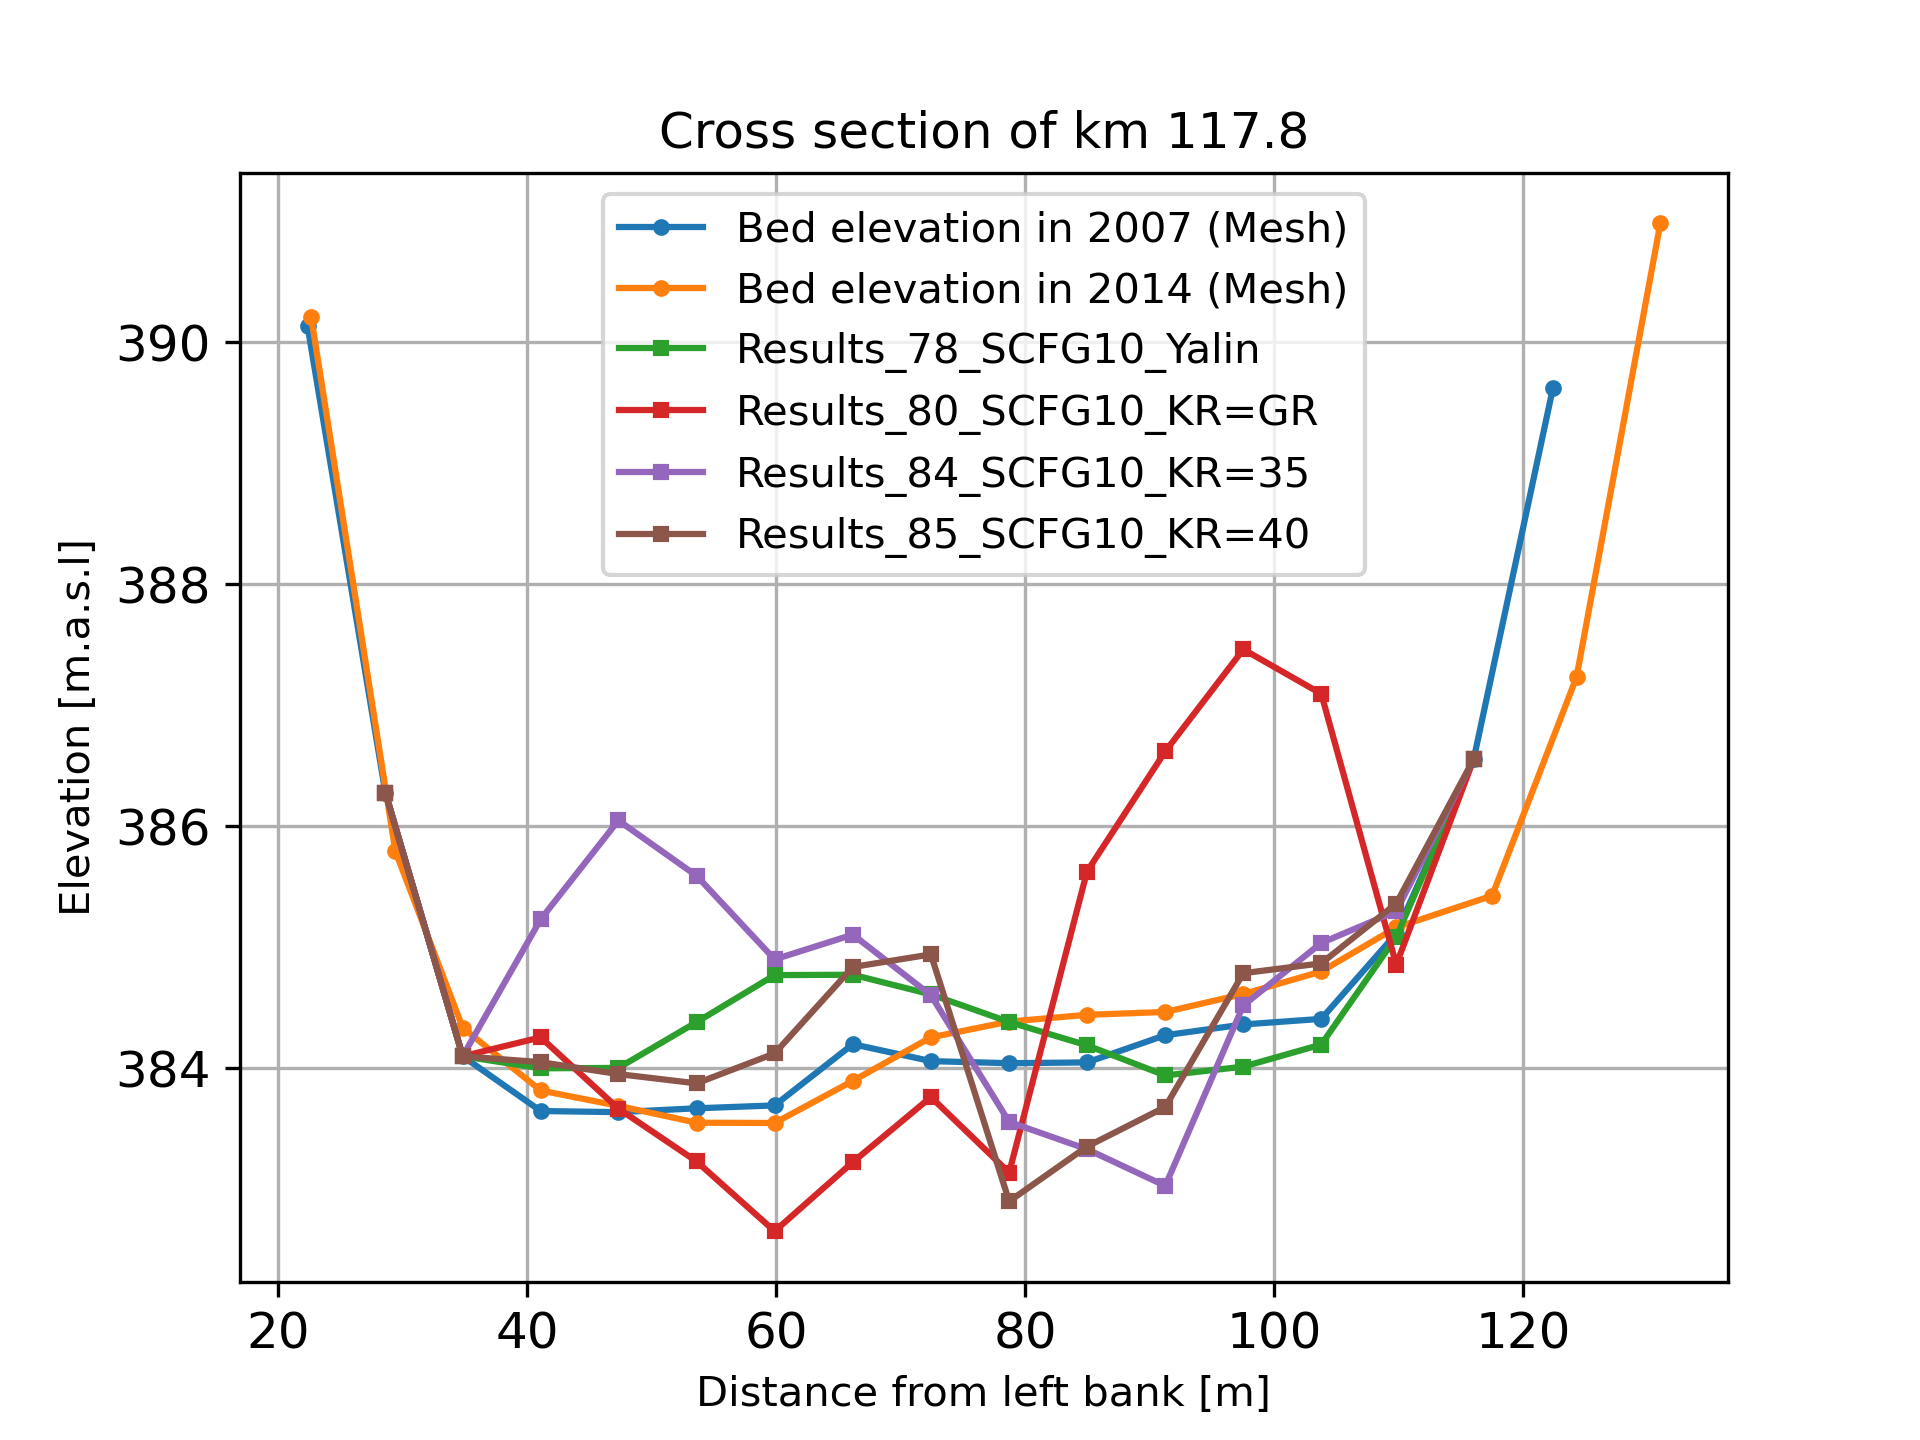 Cross section of km 117.8
Bed elevation in 2007 (Mesh)
Bed elevation in 2014 (Mesh)
Results_78_SCFG10_Yalin
Results_80_SCFG10_KR=GR
Results_84_SCFG10_KR=35
Results_85_SCFG10_KR=40
390
388
386
384
Elevation [m.a.s.l]
20 40 60 80 100 120
Distance from left bank [m]